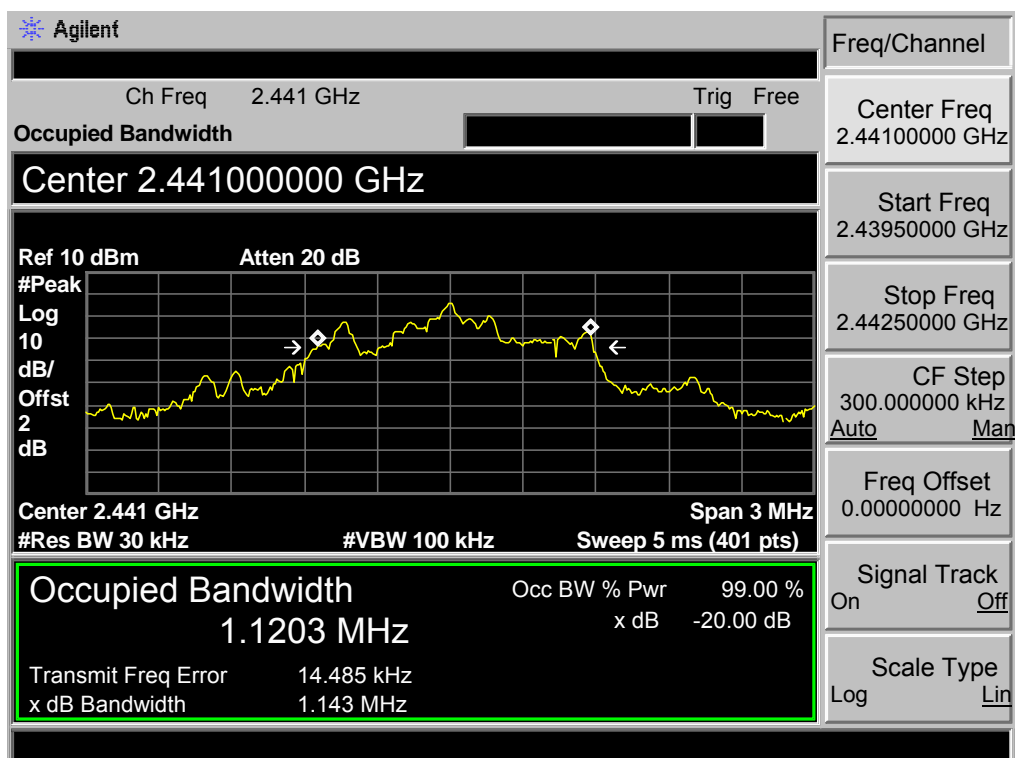 Agilent
Freq/Channel
Ch Freq 2.441 GHz Trig Free
Occupied Bandwidth
Center 2.441000000 GHz
Ref 10 dBm Atten 20 dB
#Peak
Log
10
dB/
Offst
2
dB
Center 2.441 GHz Span 3 MHz
#Res BW 30 kHz #VBW 100 kHz Sweep 5 ms (401 pts)
Occupied Bandwidth
1.1203 MHz
Occ BW % Pwr 99.00 %
x dB -20.00 dB
Transmit Freq Error 14.485 kHz
x dB Bandwidth 1.143 MHz
Center Freq
2.44100000 GHz
Start Freq
2.43950000 GHz
Stop Freq
2.44250000 GHz
CF Step
300.000000 kHz
Auto Man
Freq Offset
0.00000000 Hz
Signal Track
On Off
Scale Type
Log Lin